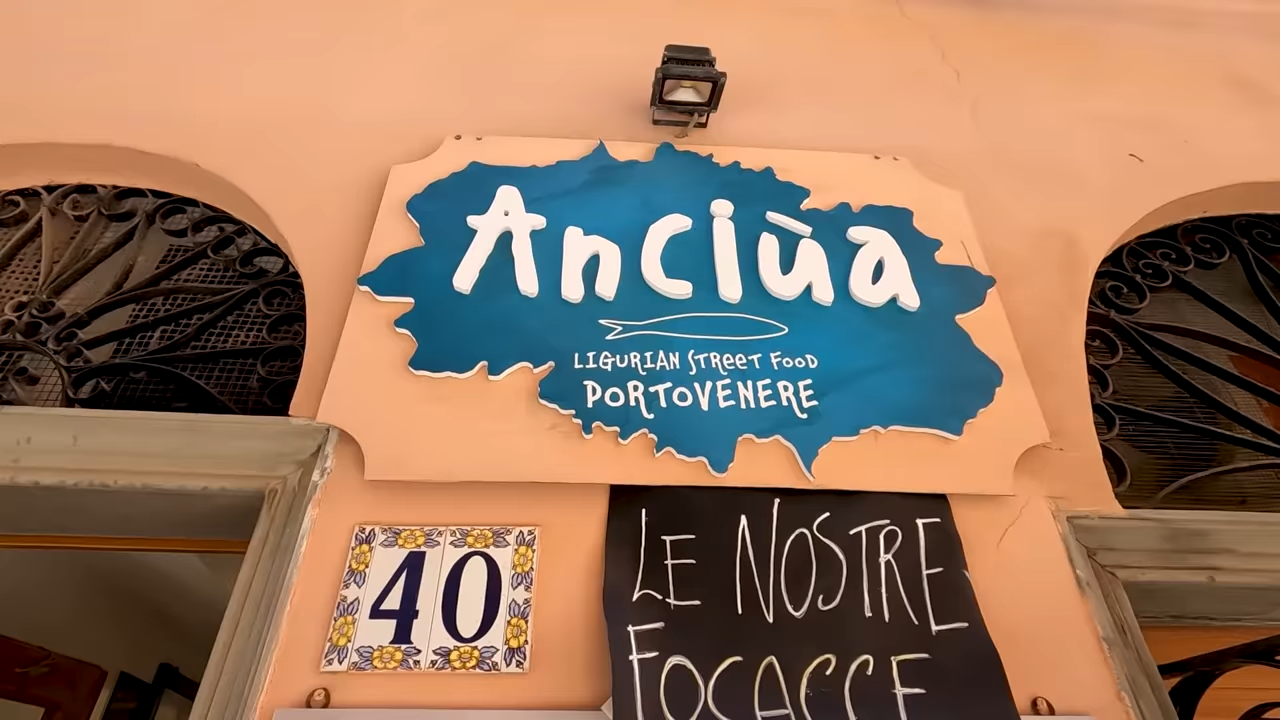 Anciùa
LIGURIAN STREET FOOD
PORTOVENERE
40
LE NOSTRE
FOCACCE